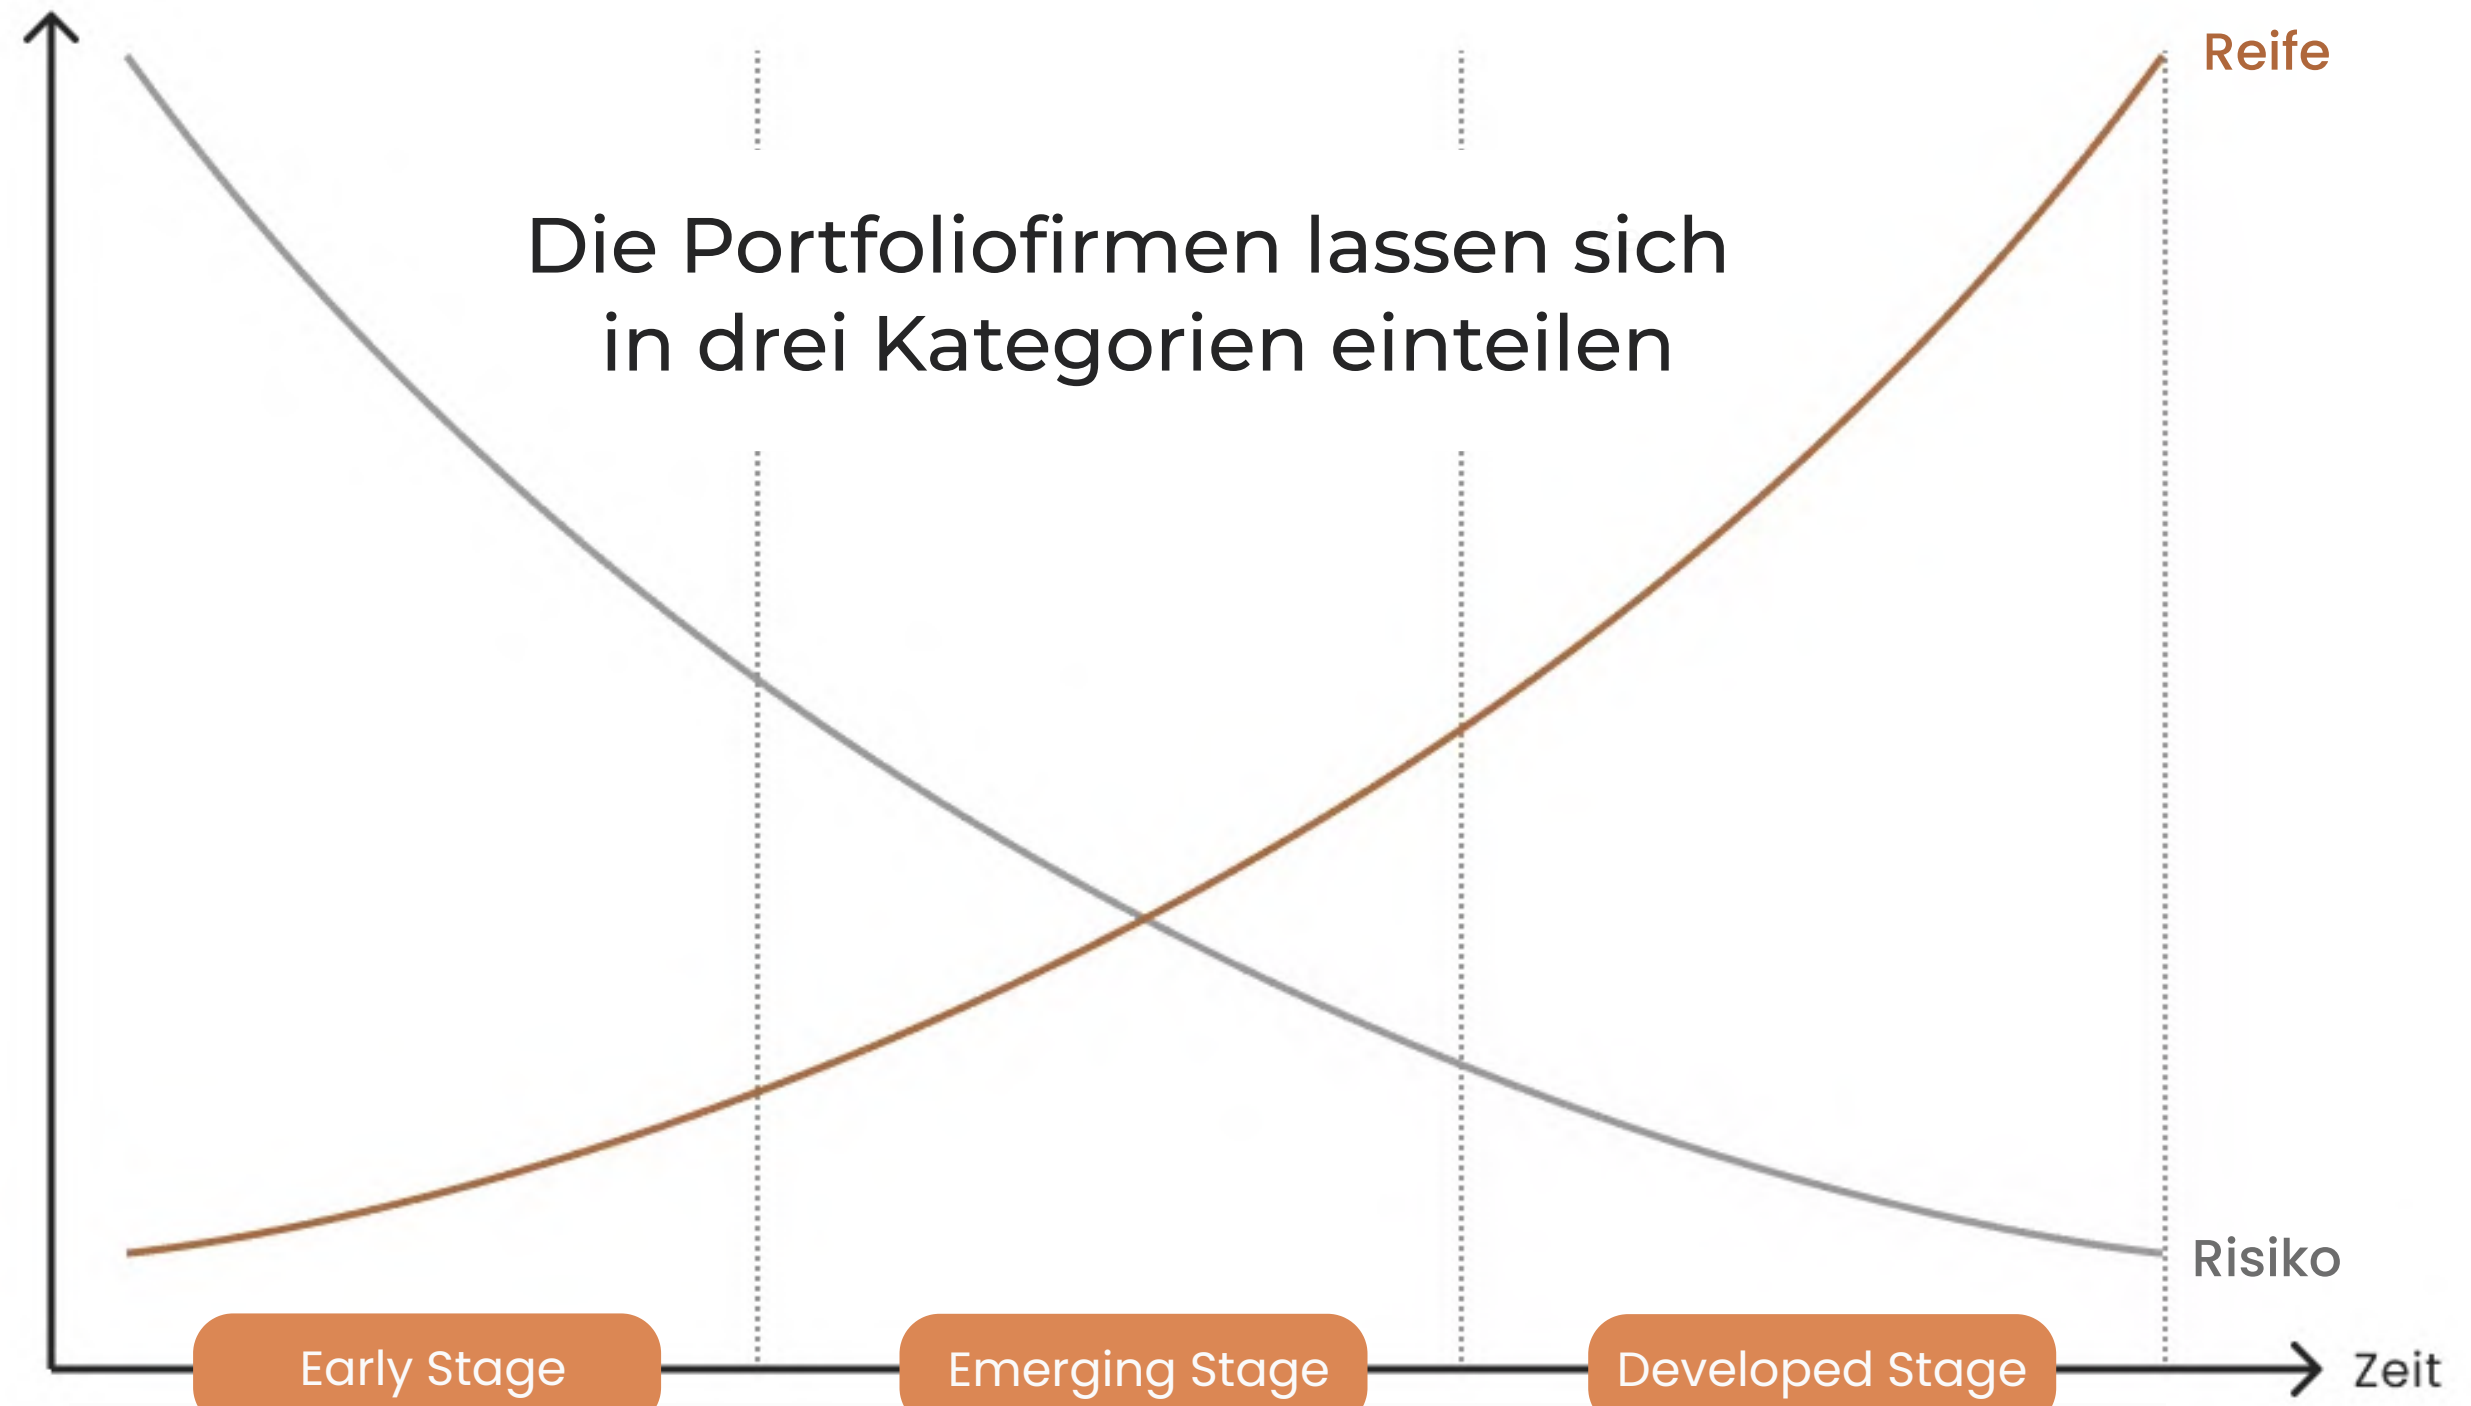 Reife
Die Portfoliofirmen lassen sich
in drei Kategorien einteilen
Risiko
Early Stage
Emerging Stage
Developed Stage
Zeit